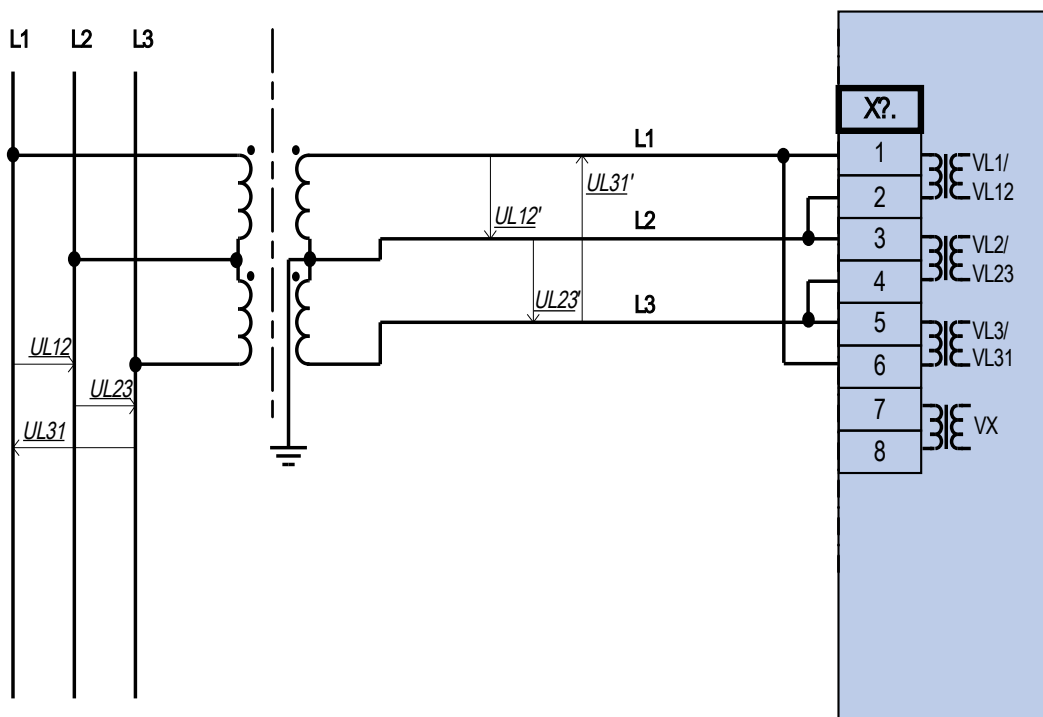 L1 L2 L3
X?.
L1
1
VL1/
VL12
UL31'
2
UL12'
L2
3
VL2/
VL23
4
UL23'
L3
5
VL3/
VL31
UL12
6
UL23
7
VX
UL31
8